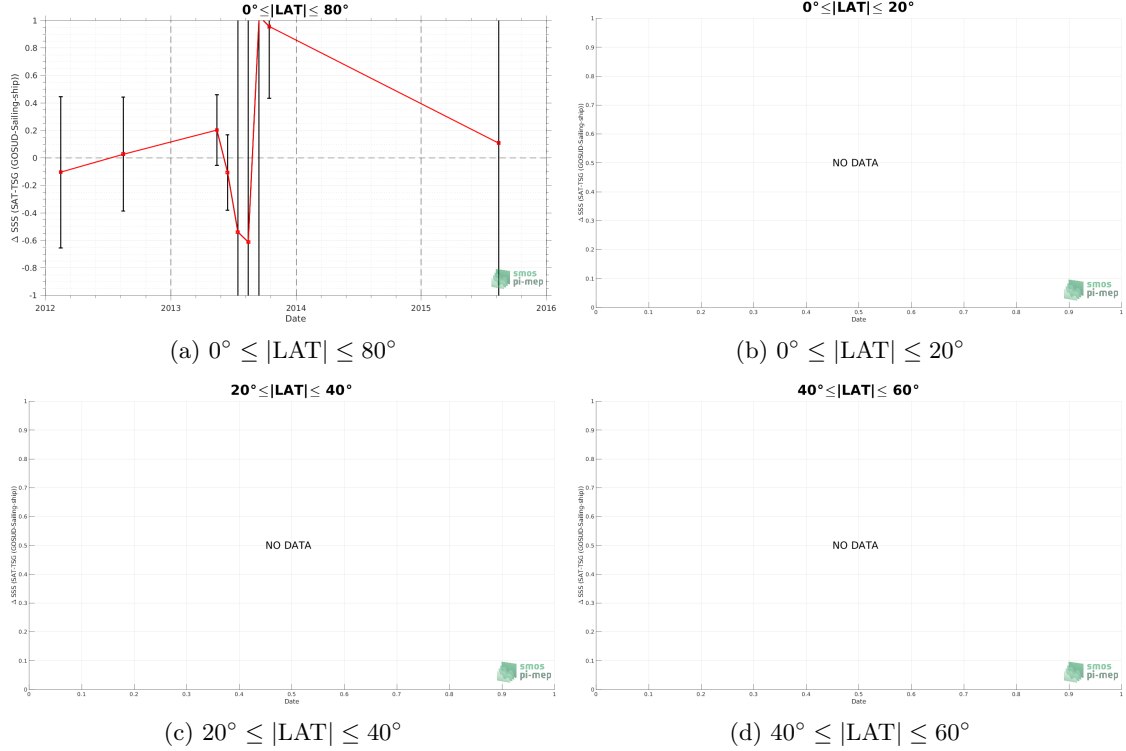 0°≤|LAT|≤ 80°
1
0.8
0.6
0.4
0.2
0
-0.2
-0.4
-0.6
-0.8
-1
Δ SSS (SAT-TSG (GOSUD-Sailing-ship))
2012
2013
2014
2015
2016
Date
smos
pi-mep
(a) 0° ≤ |LAT| ≤ 80°
0°≤|LAT|≤ 20°
1
0.9
0.8
0.7
0.6
0.5
0.4
0.3
0.2
0.1
0
Δ SSS (SAT-TSG (GOSUD-Sailing-ship))
NO DATA
0 0.1 0.2 0.3 0.4 0.5 0.6 0.7 0.8 0.9 1
Date
smos
pi-mep
(b) 0° ≤ |LAT| ≤ 20°
20°≤|LAT|≤ 40°
1
0.9
0.8
0.7
0.6
0.5
0.4
0.3
0.2
0.1
0
Δ SSS (SAT-TSG (GOSUD-Sailing-ship))
NO DATA
0 0.1 0.2 0.3 0.4 0.5 0.6 0.7 0.8 0.9 1
Date
smos
pi-mep
(c) 20° ≤ |LAT| ≤ 40°
40°≤|LAT|≤ 60°
1
0.9
0.8
0.7
0.6
0.5
0.4
0.3
0.2
0.1
0
Δ SSS (SAT-TSG (GOSUD-Sailing-ship))
NO DATA
0 0.1 0.2 0.3 0.4 0.5 0.6 0.7 0.8 0.9 1
Date
smos
pi-mep
(d) 40° ≤ |LAT| ≤ 60°